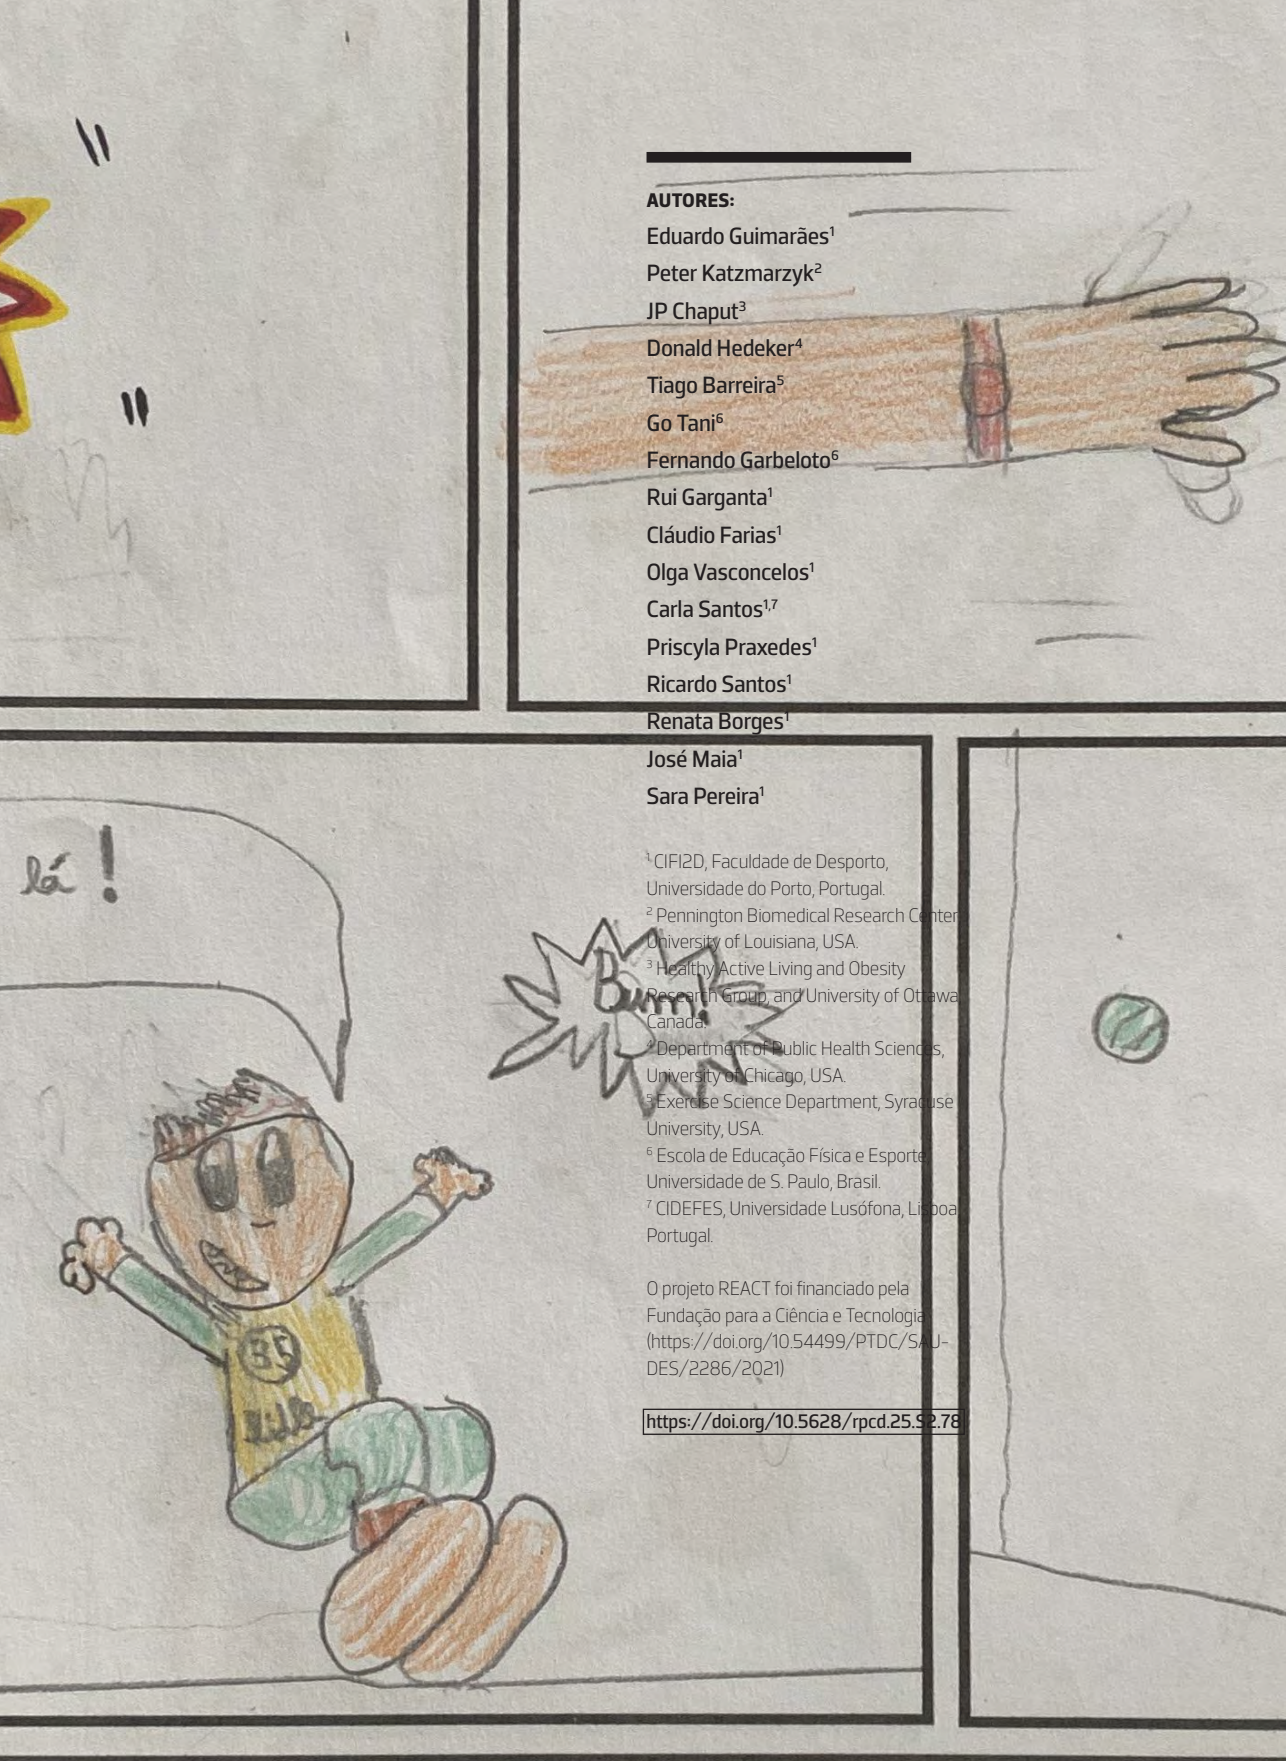 AUTORES:
Eduardo Guimarães¹
Peter Katzmarzyk²
JP Chaput³
Donald Hedeker⁴
Tiago Barreira⁵
Go Tani⁶
Fernando Garbeloto⁶
Rui Garganta¹
Cláudio Farias¹
Olga Vasconcelos¹
Carla Santos¹,⁷
Priscyla Praxedes¹
Ricardo Santos¹
Renata Borges¹
José Maia¹
Sara Pereira¹
¹ CIFI2D, Faculdade de Desporto,
Universidade do Porto, Portugal.
² Pennington Biomedical Research Center
University of Louisiana, USA.
³ Healthy Active Living and Obesity
Research Group, and University of Ottawa
Canada.
⁴ Department of Public Health Sciences,
University of Chicago, USA.
⁵ Exercise Science Department, Syracuse
University, USA.
⁶ Escola de Educação Física e Esporte,
Universidade de S. Paulo, Brasil.
⁷ CIDEFES, Universidade Lusófona, Lisboa
Portugal.
O projeto REACT foi financiado pela
Fundação para a Ciência e Tecnologia
(https://doi.org/10.54499/PTDC/SAU-
DES/2286/2021)
https://doi.org/10.5628/rpcd.25.S2.78
lá!
Bum!